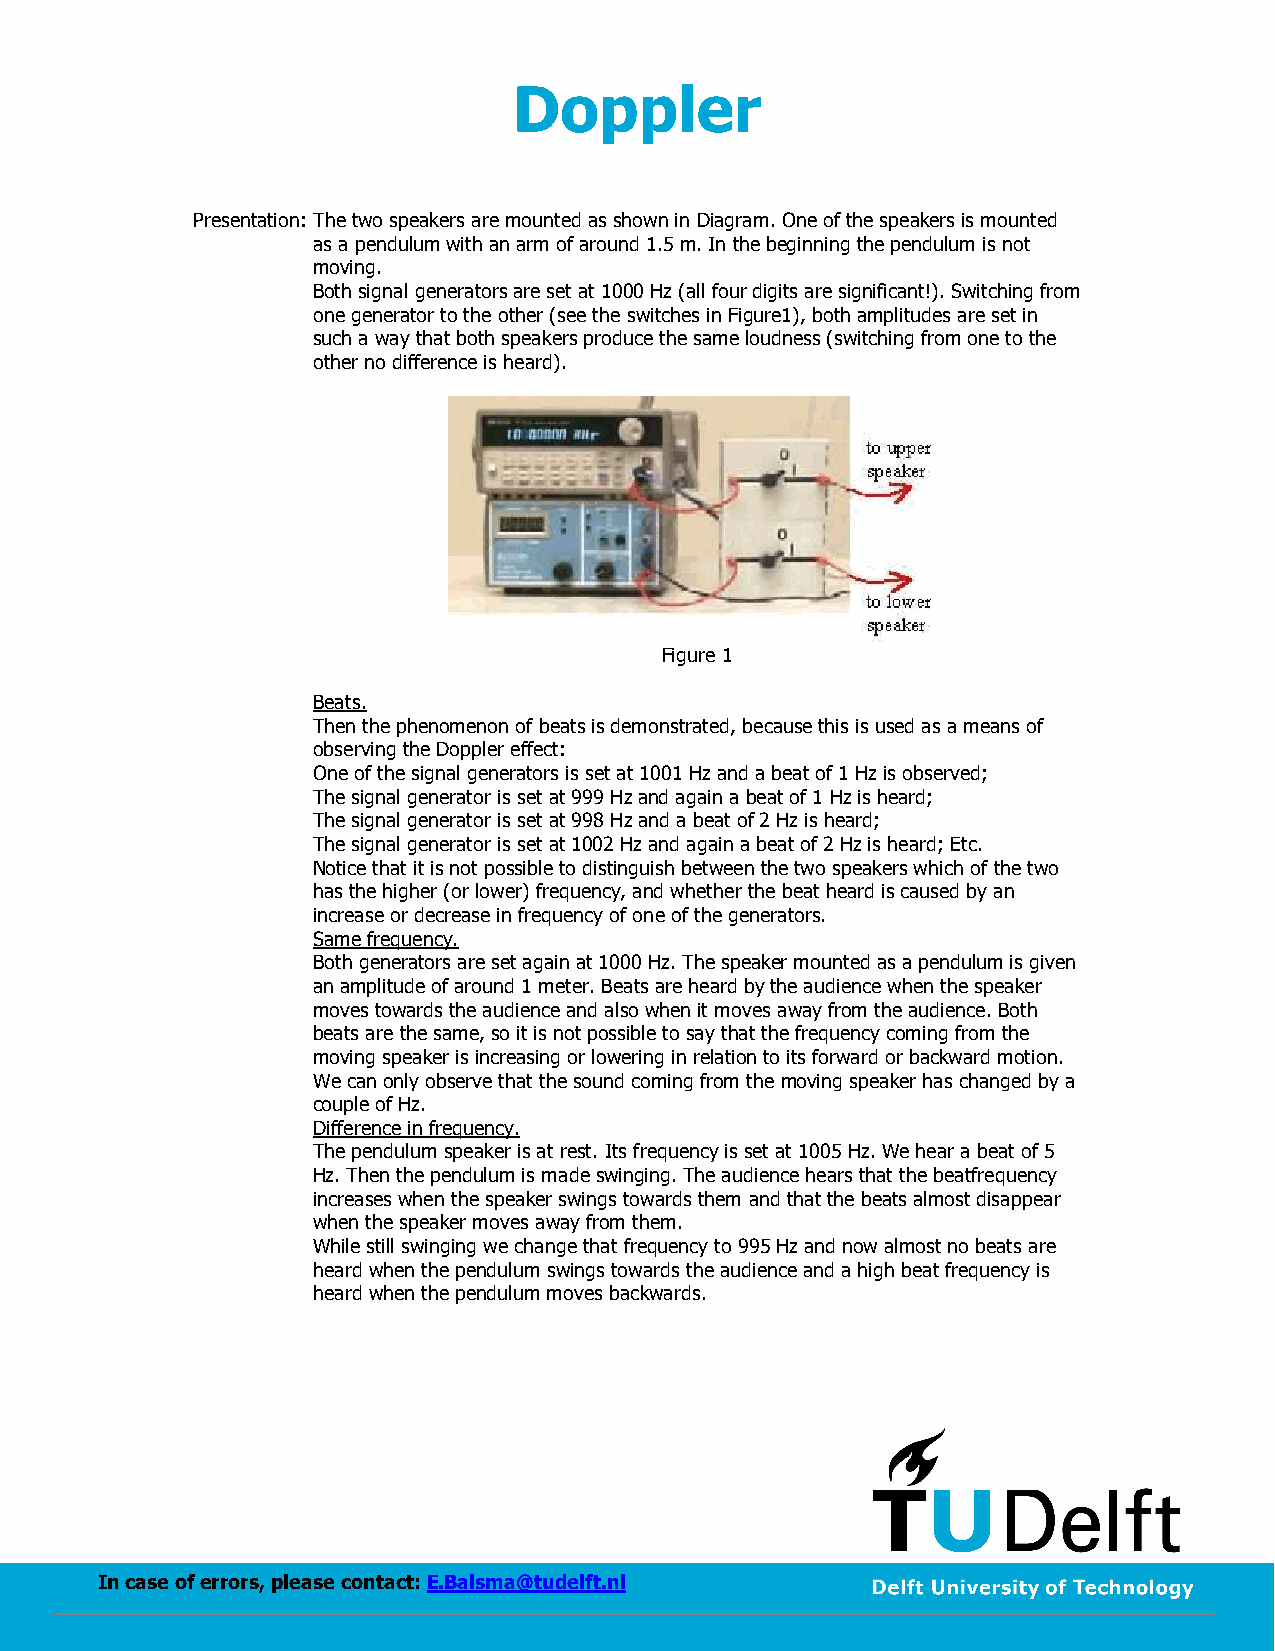 Doppler
Presentation: The two speakers are mounted as shown in Diagram. One of the speakers is mounted
as a pendulum with an arm of around 1.5 m. In the beginning the pendulum is not
moving.
Both signal generators are set at 1000 Hz (all four digits are significant!). Switching from
one generator to the other (see the switches in Figure1), both amplitudes are set in
such a way that both speakers produce the same loudness (switching from one to the
other no difference is heard).
0
1
to upper
speaker
0
1
to lower
speaker
Figure 1
Beats.
Then the phenomenon of beats is demonstrated, because this is used as a means of
observing the Doppler effect:
One of the signal generators is set at 1001 Hz and a beat of 1 Hz is observed;
The signal generator is set at 999 Hz and again a beat of 1 Hz is heard;
The signal generator is set at 998 Hz and a beat of 2 Hz is heard;
The signal generator is set at 1002 Hz and again a beat of 2 Hz is heard; Etc.
Notice that it is not possible to distinguish between the two speakers which of the two
has the higher (or lower) frequency, and whether the beat heard is caused by an
increase or decrease in frequency of one of the generators.
Same frequency.
Both generators are set again at 1000 Hz. The speaker mounted as a pendulum is given
an amplitude of around 1 meter. Beats are heard by the audience when the speaker
moves towards the audience and also when it moves away from the audience. Both
beats are the same, so it is not possible to say that the frequency coming from the
moving speaker is increasing or lowering in relation to its forward or backward motion.
We can only observe that the sound coming from the moving speaker has changed by a
couple of Hz.
Difference in frequency.
The pendulum speaker is at rest. Its frequency is set at 1005 Hz. We hear a beat of 5
Hz. Then the pendulum is made swinging. The audience hears that the beatfrequency
increases when the speaker swings towards them and that the beats almost disappear
when the speaker moves away from them.
While still swinging we change that frequency to 995 Hz and now almost no beats are
heard when the pendulum swings towards the audience and a high beat frequency is
heard when the pendulum moves backwards.
TUDelft
In case of errors, please contact: E.Balsma@tudelft.nl
Delft University of Technology